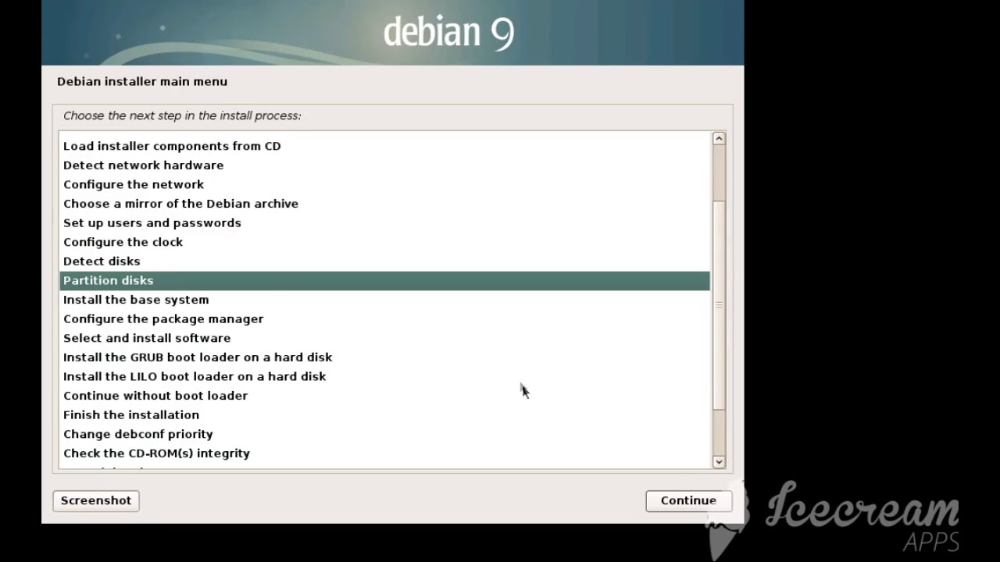 debian 9
Debian installer main menu
Choose the next step in the install process:
Load installer components from CD
Detect network hardware
Configure the network
Choose a mirror of the Debian archive
Set up users and passwords
Configure the clock
Detect disks
Partition disks
Install the base system
Configure the package manager
Select and install software
Install the GRUB boot loader on a hard disk
Install the LILO boot loader on a hard disk
Continue without boot loader
Finish the installation
Change debconf priority
Check the CD-ROM(s) integrity
Screenshot
Continue
Icecream
APPS